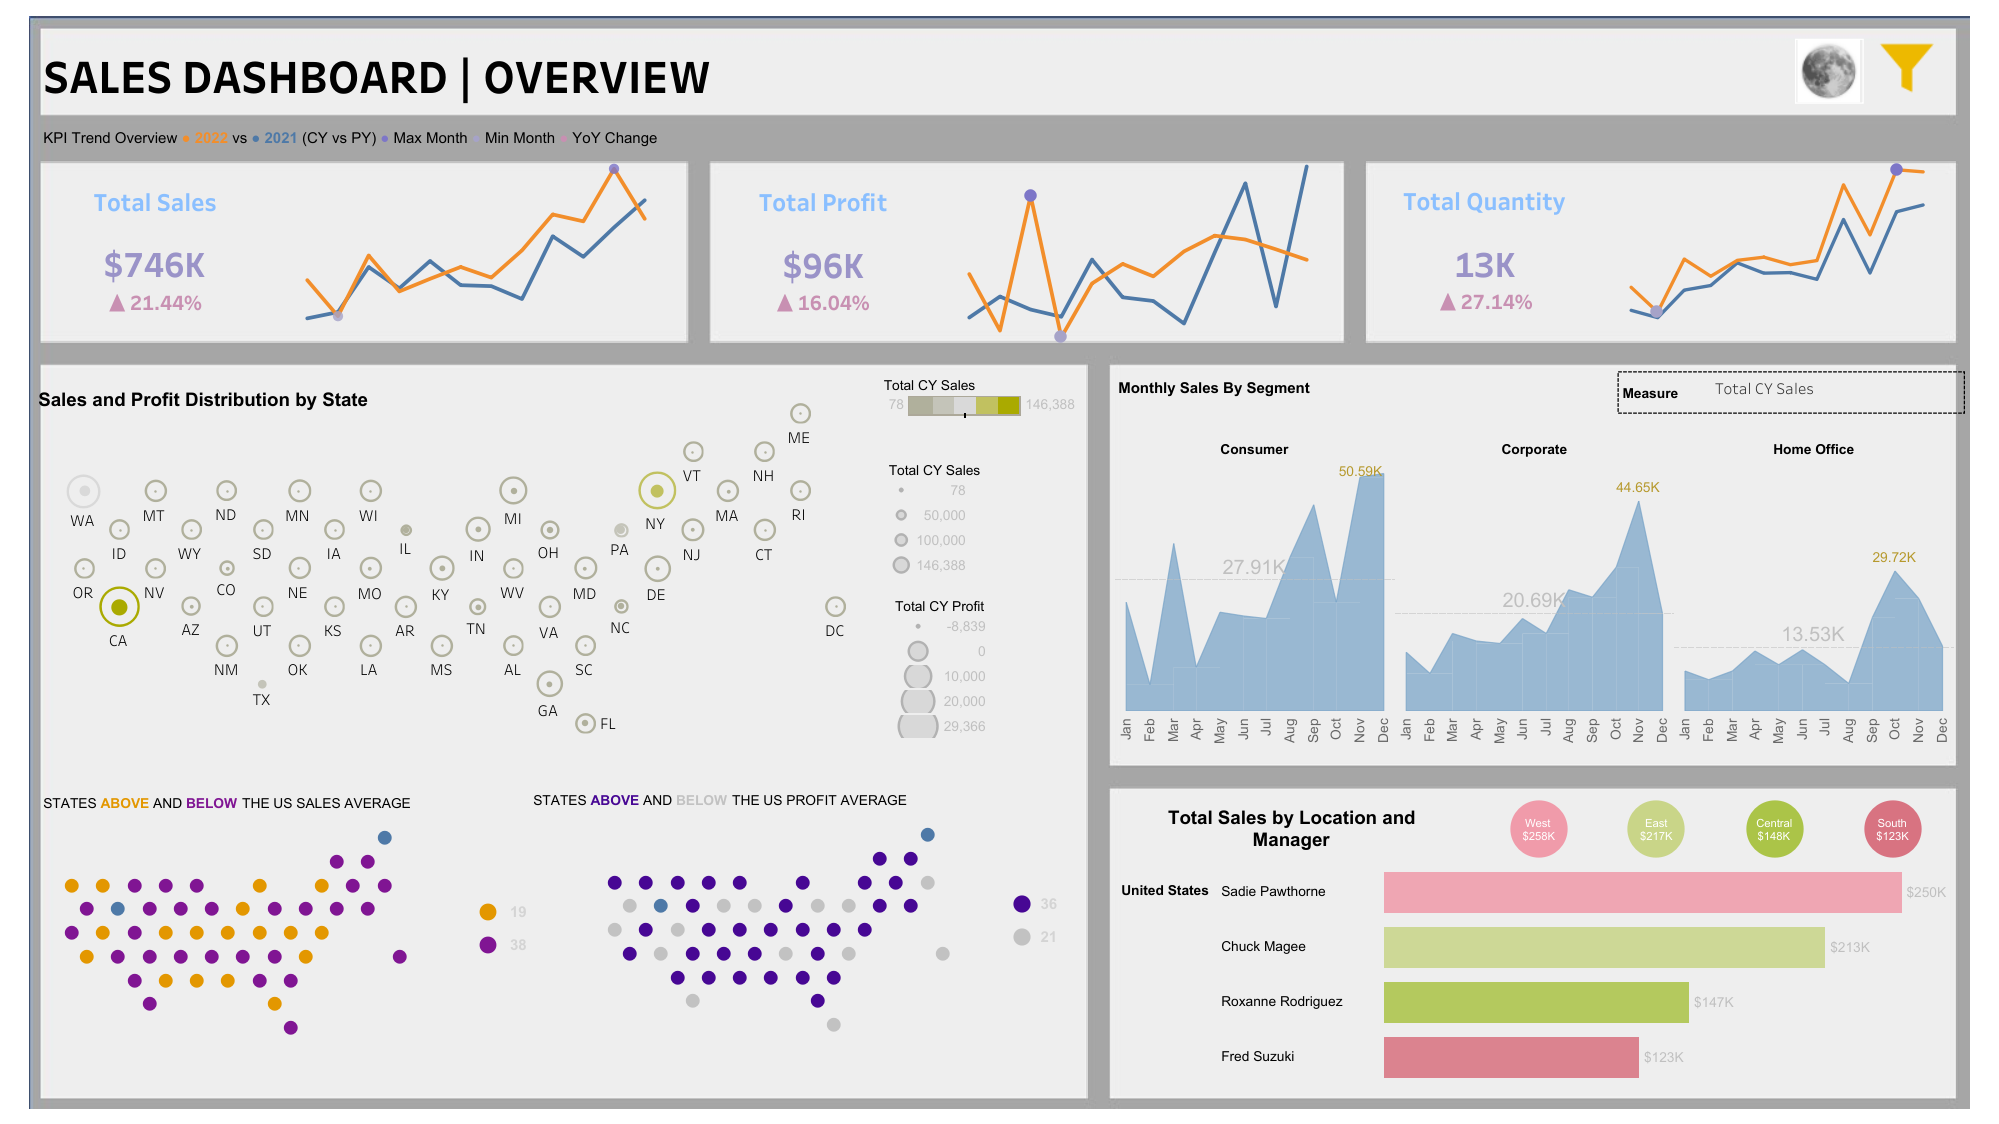 SALES DASHBOARD | OVERVIEW
KPI Trend Overview ● 2022 vs ● 2021 (CY vs PY) ● Max Month ● Min Month ● YoY Change
Total Sales
$746K
▲ 21.44%
Total Profit
$96K
▲ 16.04%
Total Quantity
13K
▲ 27.14%
Sales and Profit Distribution by State
Total CY Sales
78 146,388
ME
VT NH
WA MT ND MN WI MI NY MA RI
ID WY SD IA IL IN OH PA NJ CT
OR NV CO NE MO KY WV MD DE
CA AZ UT KS AR TN VA NC DC
NM OK LA MS AL SC
TX GA
FL
Total CY Sales
78
50,000
100,000
146,388
Total CY Profit
-8,839
0
10,000
20,000
29,366
STATES ABOVE AND BELOW THE US SALES AVERAGE
19
38
STATES ABOVE AND BELOW THE US PROFIT AVERAGE
36
21
Monthly Sales By Segment
Measure Total CY Sales
Consumer Corporate Home Office
50.59K
44.65K
29.72K
27.91K
20.69K
13.53K
Jan Feb Mar Apr May Jun Jul Aug Sep Oct Nov Dec Jan Feb Mar Apr May Jun Jul Aug Sep Oct Nov Dec Jan Feb Mar Apr May Jun Jul Aug Sep Oct Nov Dec
Total Sales by Location and
Manager
West
$258K
East
$217K
Central
$148K
South
$123K
United States Sadie Pawthorne $250K
Chuck Magee $213K
Roxanne Rodriguez $147K
Fred Suzuki $123K